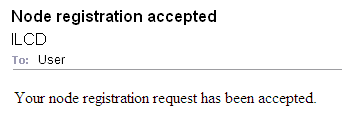 Node registration accepted
ILCD
To: User
Your node registration request has been accepted.